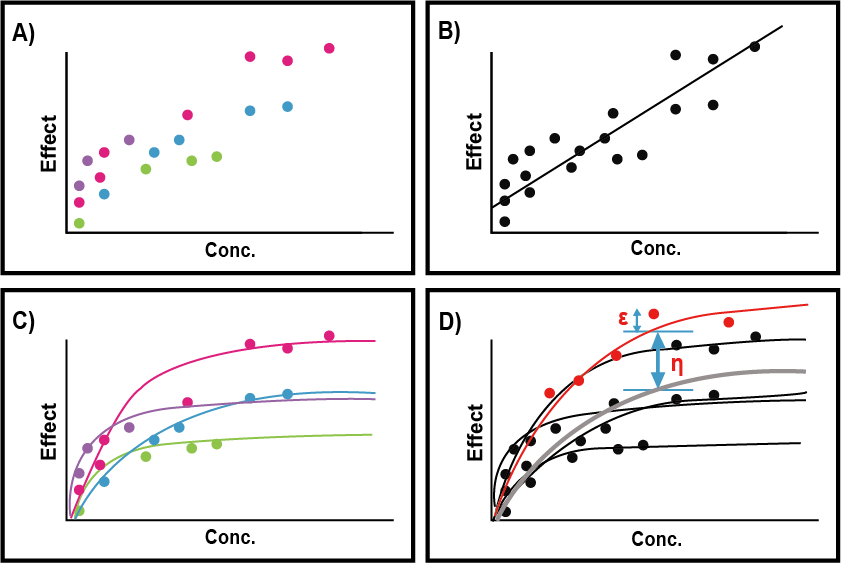 A)
Effect
Conc.
B)
Effect
Conc.
C)
Effect
Conc.
D)
ε
η
Effect
Conc.